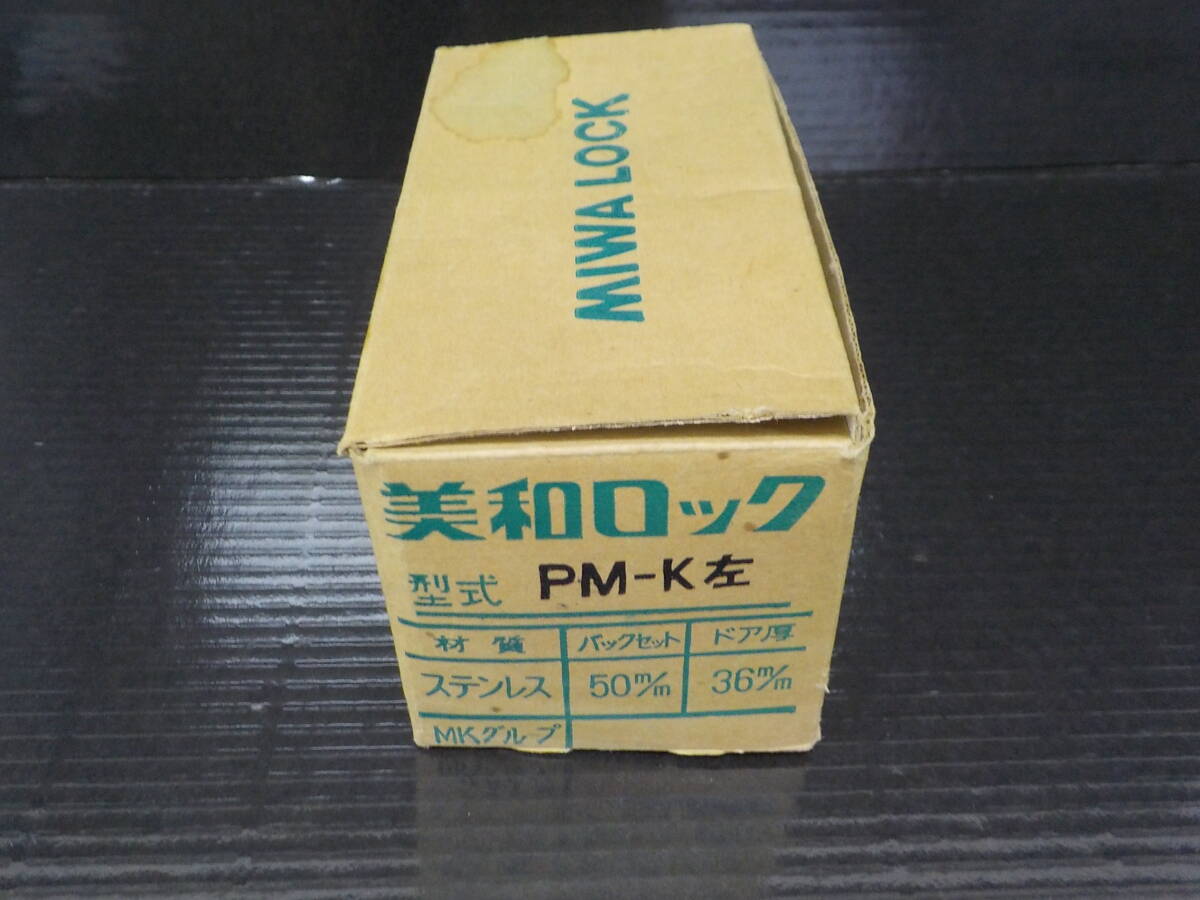 MIWA LOCK
美和ロック
型式 PM-K左
材質 バックセット ドア厚
ステンレス 50m/m 36m/m
MKグループ